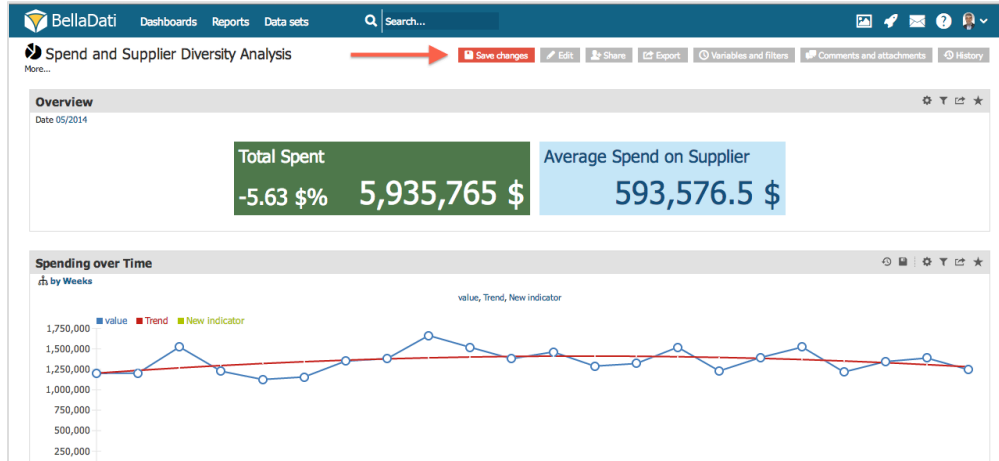 BellaDati Dashboards Reports Data sets Search...
Spend and Supplier Diversity Analysis Save changes Edit Share Export Variables and filters Comments and attachments History
More...
Overview
Date 05/2014
Total Spent
-5.63 $% 5,935,765 $
Average Spend on Supplier
593,576.5 $
Spending over Time
by Weeks
value, Trend, New indicator
value Trend New indicator
1,750,000
1,500,000
1,250,000
1,000,000
750,000
500,000
250,000